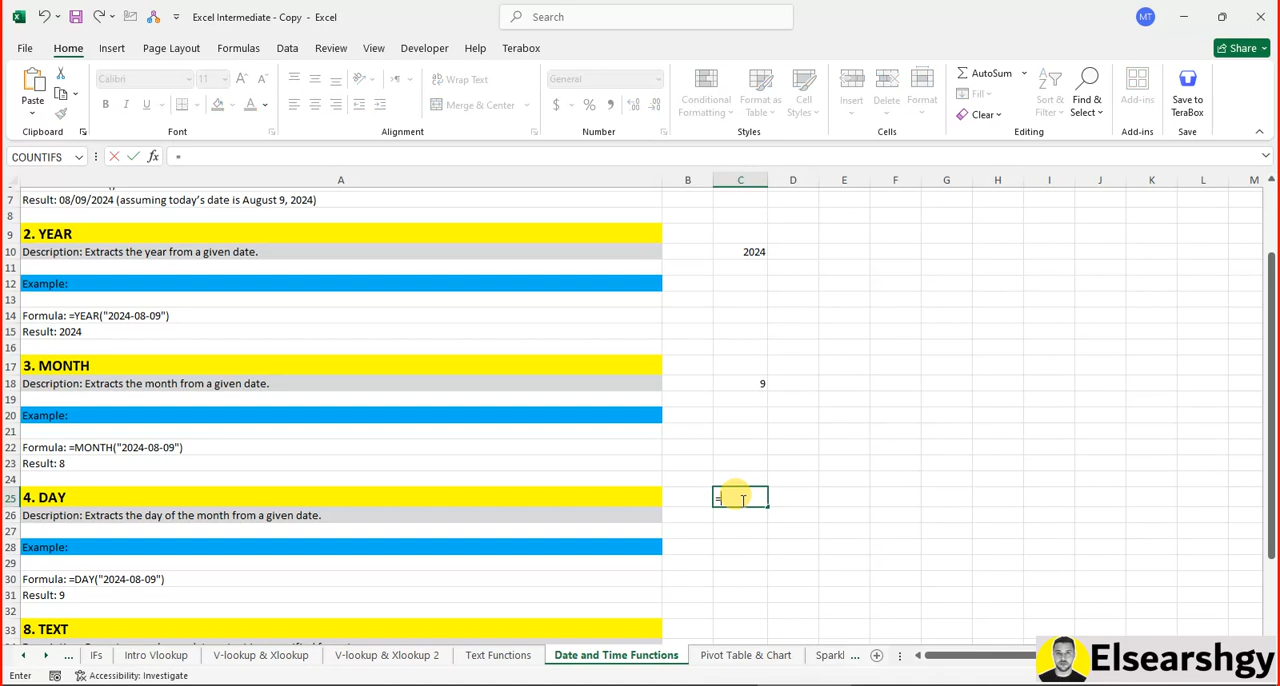 Excel Intermediate - Copy - Excel
Search
MT
File Home Insert Page Layout Formulas Data Review View Developer Help Terabox
Share
Calibri 11
Wrap Text
General
AutoSum
Paste
B I U
Merge & Center
$ % 9
Conditional Formatting
Format as Table
Cell Styles
Insert Delete Format
Fill
Clear
Sort & Filter
Find & Select
Add-ins
Save to TeraBox
Clipboard Font Alignment Number Styles Cells Editing Add-ins Save
COUNTIFS fx =
A B C D E F G H I J K L M
7 Result: 08/09/2024 (assuming today's date is August 9, 2024)
8
9 2. YEAR
10 Description: Extracts the year from a given date. 2024
11
12 Example:
13
14 Formula: =YEAR("2024-08-09")
15 Result: 2024
16
17 3. MONTH
18 Description: Extracts the month from a given date. 9
19
20 Example:
21
22 Formula: =MONTH("2024-08-09")
23 Result: 8
24
25 4. DAY =
26 Description: Extracts the day of the month from a given date.
27
28 Example:
29
30 Formula: =DAY("2024-08-09")
31 Result: 9
32
33 8. TEXT
... IFs Intro Vlookup V-lookup & Xlookup V-lookup & Xlookup 2 Text Functions Date and Time Functions Pivot Table & Chart Sparkl ...
Elsearshgy
Enter Accessibility: Investigate